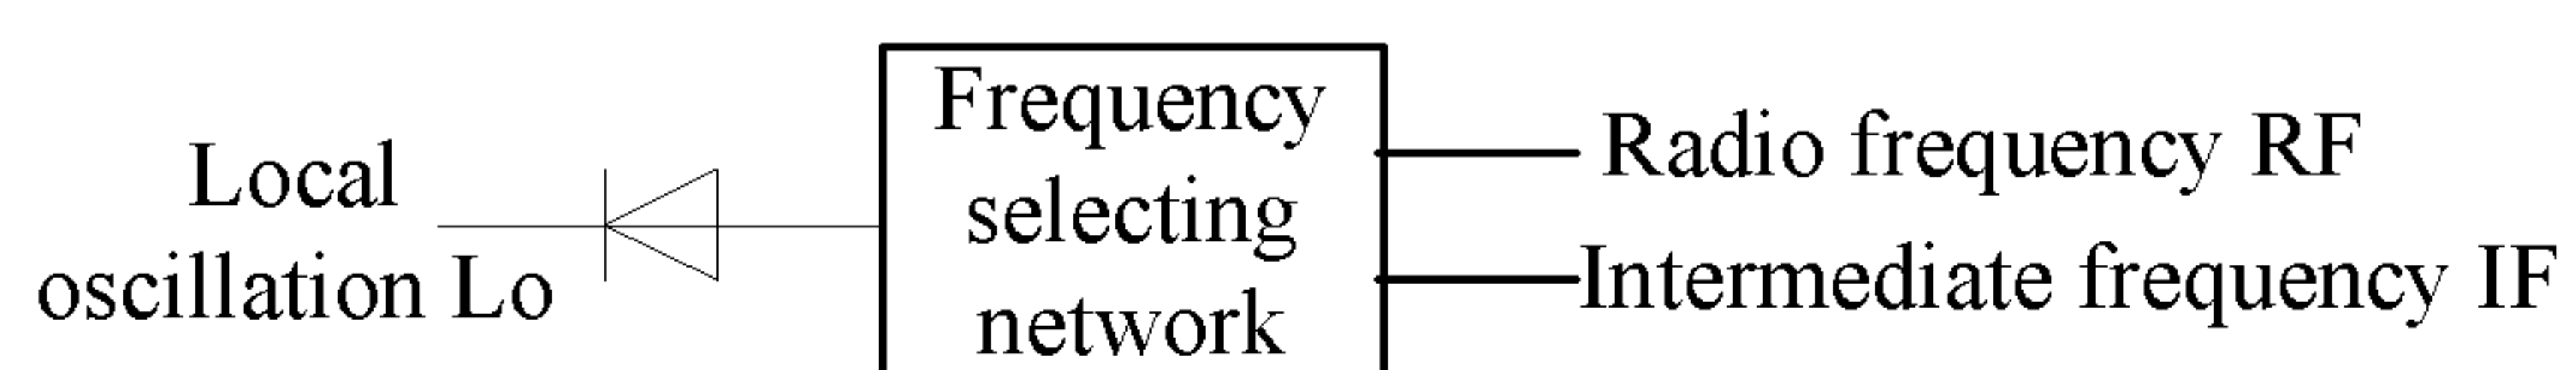 Local
oscillation Lo
Frequency
selecting
network
Radio frequency RF
Intermediate frequency IF